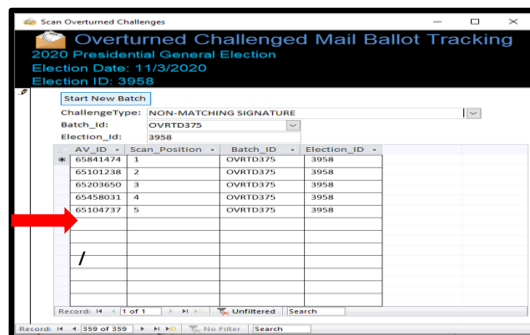 Scan Overturned Challenges
Overturned Challenged Mail Ballot Tracking
2020 Presidential General Election
Election Date: 11/3/2020
Election ID: 3958
Start New Batch
ChallengeType: NON-MATCHING SIGNATURE
Batch_Id: OVRTD375
Election_Id: 3958
AV_ID Scan_Position Batch_ID Election_ID
65841474 1 OVRTD375 3958
65101238 2 OVRTD375 3958
65203650 3 OVRTD375 3958
65458031 4 OVRTD375 3958
65104737 5 OVRTD375 3958
/
Record: 1 of 1 Unfiltered Search
Record: 359 of 359 No Filter Search